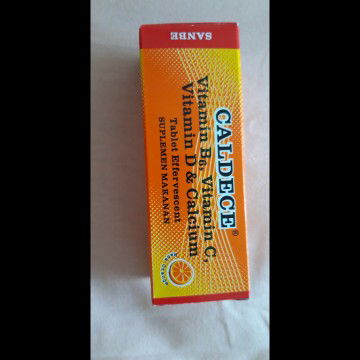 SANBE
CALDECE®
Vitamin B6, Vitamin C,
Vitamin D & Calcium
Tablet Effervescent
SUPLEMEN MAKANAN